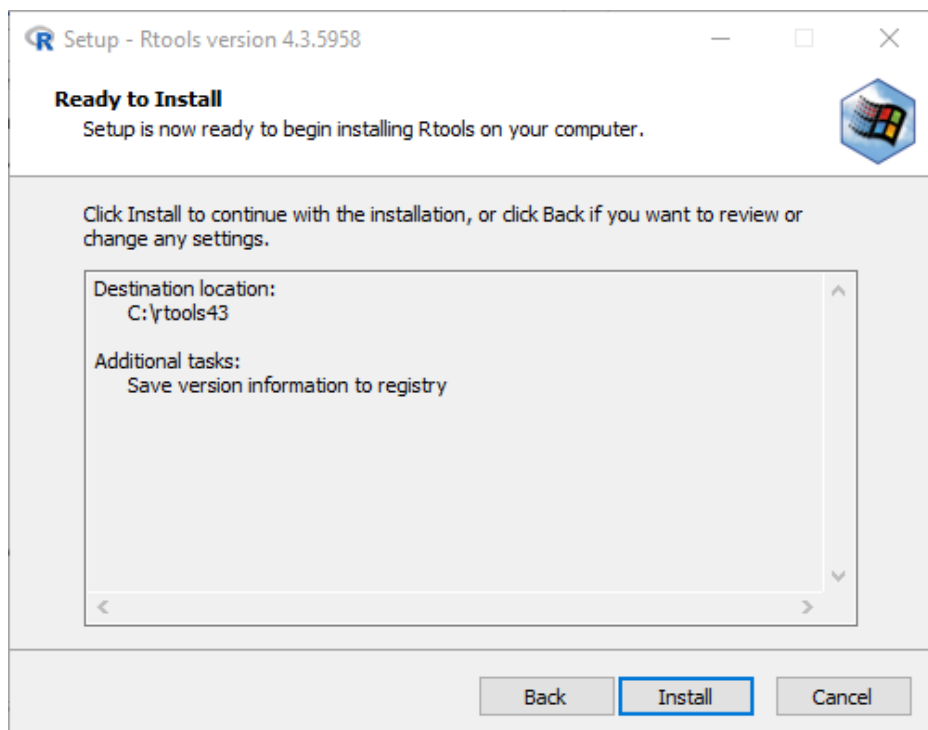 Setup - Rtools version 4.3.5958
Ready to Install
Setup is now ready to begin installing Rtools on your computer.
Click Install to continue with the installation, or click Back if you want to review or
change any settings.
Destination location:
C:\rtools43
Additional tasks:
Save version information to registry
Back Install Cancel